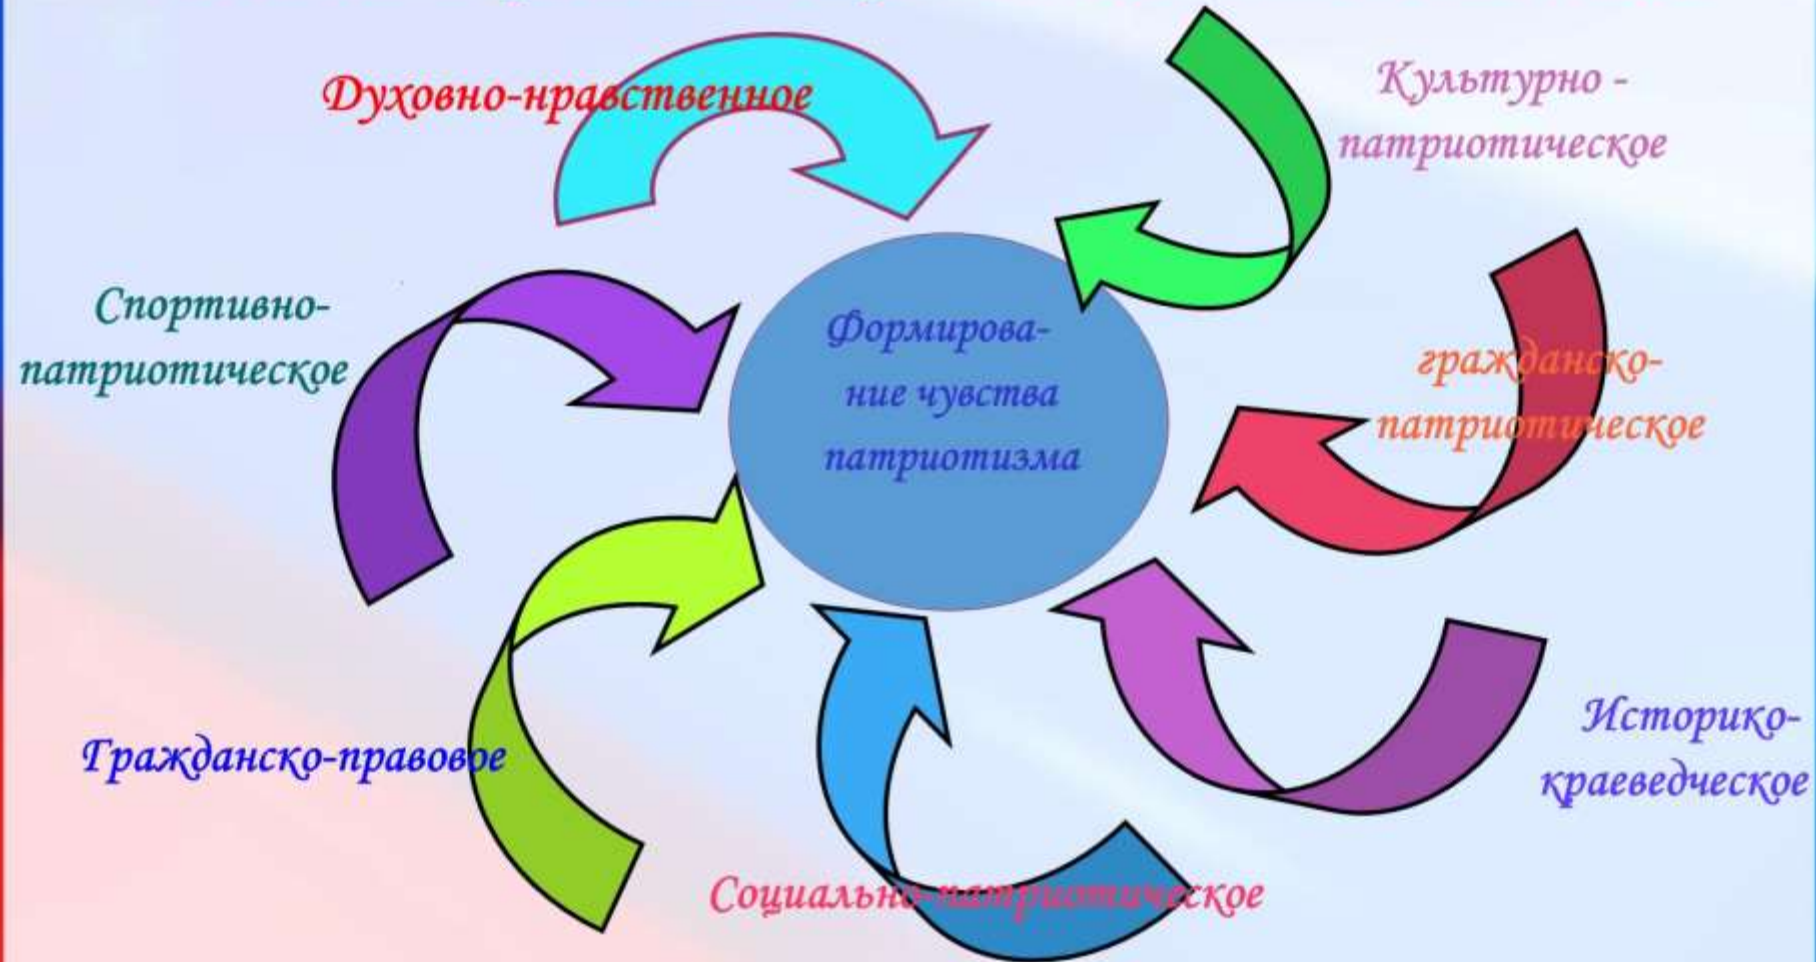 Духовно-нравственное
Культурно -
патриотическое
Спортивно-
патриотическое
Формирова-
ние чувства
патриотизма
гражданско-
патриотическое
Гражданско-правовое
Историко-
краеведческое
Социально-патриотическое